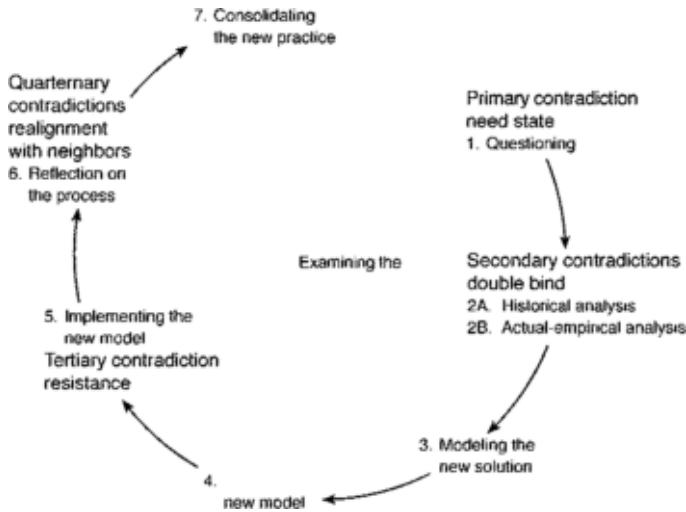 7. Consolidating
the new practice
Quarternary
contradictions
realignment
with neighbors
6. Reflection on
the process
Primary contradiction
need state
1. Questioning
Examining the
Secondary contradictions
double bind
2A. Historical analysis
2B. Actual-empirical analysis
5. Implementing the
new model
Tertiary contradiction
resistance
3. Modeling the
new solution
4.
new model